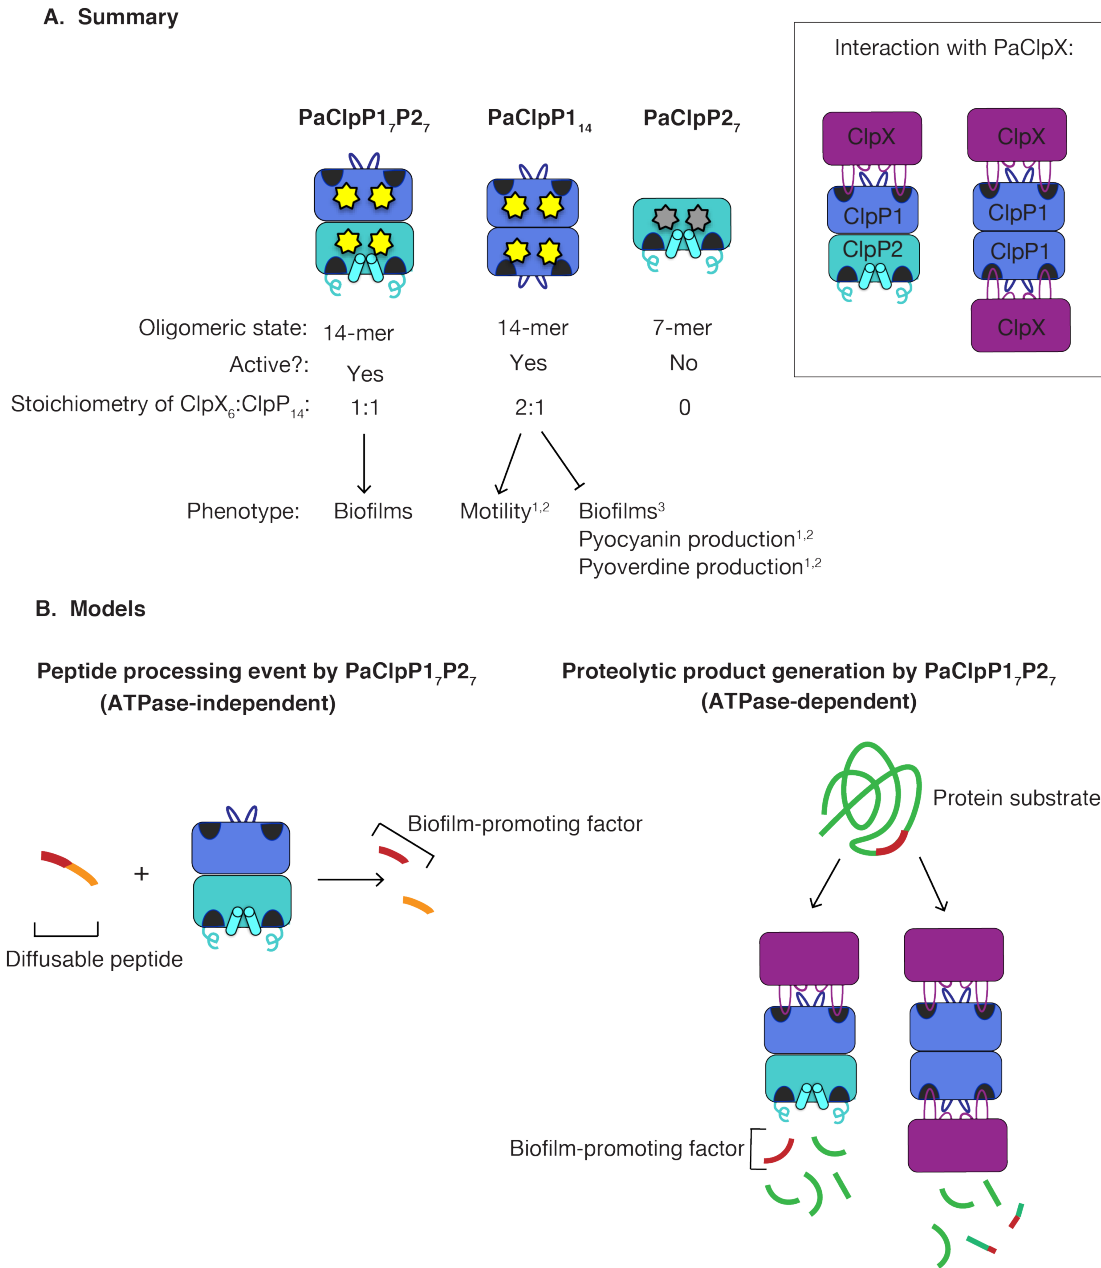 A. Summary
Interaction with PaClpX:
PaClpP1₇P2₇ PaClpP1₁₄ PaClpP2₇
ClpX ClpX
ClpP1 ClpP1
ClpP2 ClpP1
ClpX
Oligomeric state: 14-mer 14-mer 7-mer
Active?: Yes Yes No
Stoichiometry of ClpX₆:ClpP₁₄: 1:1 2:1 0
Phenotype: Biofilms Motility¹,² Biofilms³
Pyocyanin production¹,²
Pyoverdine production¹,²
B. Models
Peptide processing event by PaClpP1₇P2₇
(ATPase-independent)
Proteolytic product generation by PaClpP1₇P2₇
(ATPase-dependent)
Protein substrate
Biofilm-promoting factor
+
Diffusable peptide
Biofilm-promoting factor